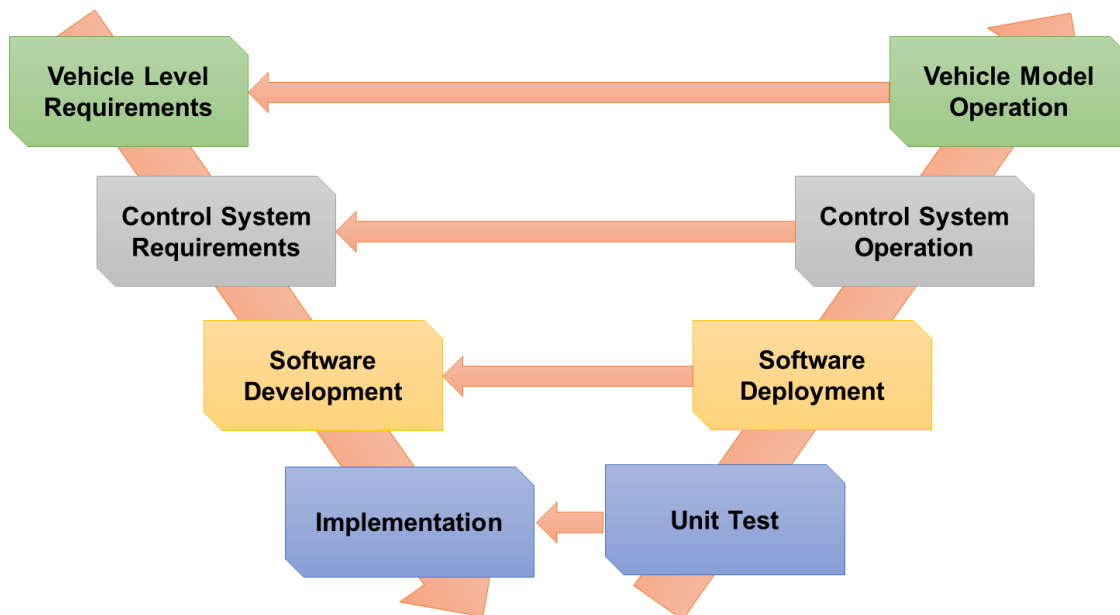 Vehicle Level
Requirements
Vehicle Model
Operation
Control System
Requirements
Control System
Operation
Software
Development
Software
Deployment
Implementation
Unit Test